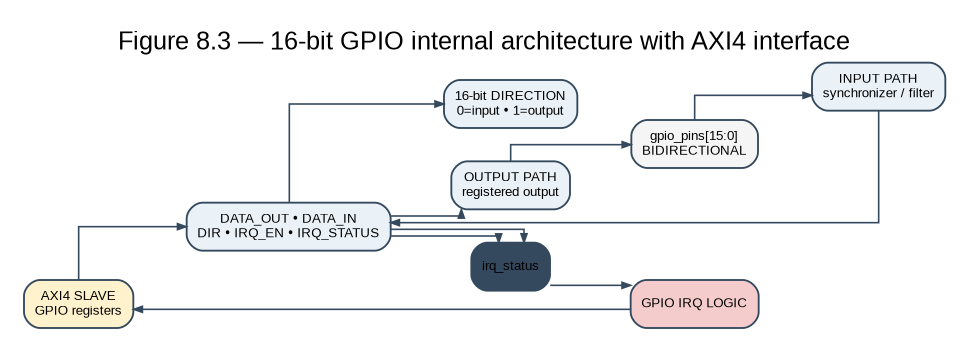 Figure 8.3 — 16-bit GPIO internal architecture with AXI4 interface
INPUT PATH
synchronizer / filter
16-bit DIRECTION
0=input • 1=output
gpio_pins[15:0]
BIDIRECTIONAL
OUTPUT PATH
registered output
DATA_OUT • DATA_IN
DIR • IRQ_EN • IRQ_STATUS
irq_status
AXI4 SLAVE
GPIO registers
GPIO IRQ LOGIC